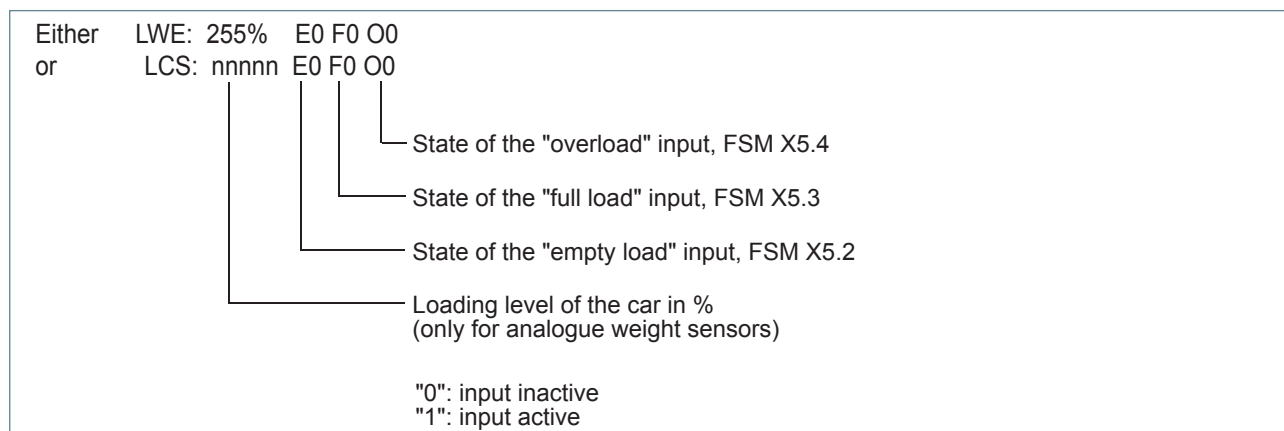 Either LWE: 255% E0 F0 O0
or LCS: nnnnn E0 F0 O0
State of the "overload" input, FSM X5.4
State of the "full load" input, FSM X5.3
State of the "empty load" input, FSM X5.2
Loading level of the car in %
(only for analogue weight sensors)
"0": input inactive
"1": input active